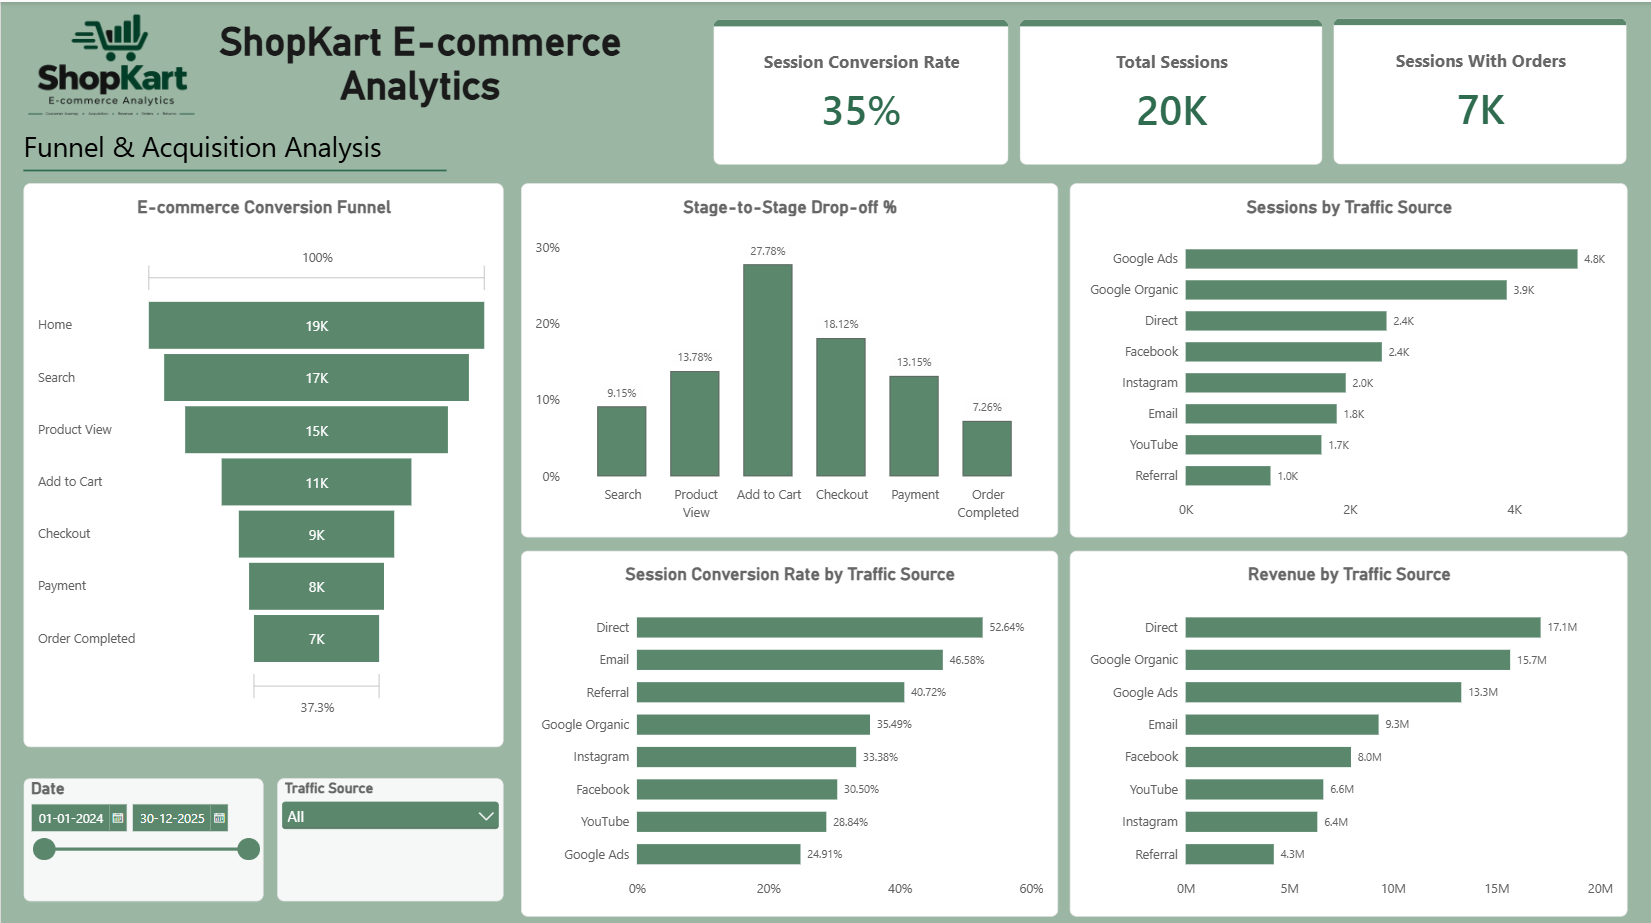 ShopKart
E-commerce Analytics
ShopKart E-commerce
Analytics
Funnel & Acquisition Analysis
Session Conversion Rate
35%
Total Sessions
20K
Sessions With Orders
7K
E-commerce Conversion Funnel
100%
Home 19K
Search 17K
Product View 15K
Add to Cart 11K
Checkout 9K
Payment 8K
Order Completed 7K
37.3%
Stage-to-Stage Drop-off %
30%
20%
10%
0%
9.15%
13.78%
27.78%
18.12%
13.15%
7.26%
Search Product Add to Cart Checkout Payment Order
View Completed
Sessions by Traffic Source
Google Ads 4.8K
Google Organic 3.9K
Direct 2.4K
Facebook 2.4K
Instagram 2.0K
Email 1.8K
YouTube 1.7K
Referral 1.0K
0K 2K 4K
Session Conversion Rate by Traffic Source
Direct 52.64%
Email 46.58%
Referral 40.72%
Google Organic 35.49%
Instagram 33.38%
Facebook 30.50%
YouTube 28.84%
Google Ads 24.91%
0% 20% 40% 60%
Revenue by Traffic Source
Direct 17.1M
Google Organic 15.7M
Google Ads 13.3M
Email 9.3M
Facebook 8.0M
YouTube 6.6M
Instagram 6.4M
Referral 4.3M
0M 5M 10M 15M 20M
Date
01-01-2024 30-12-2025
Traffic Source
All